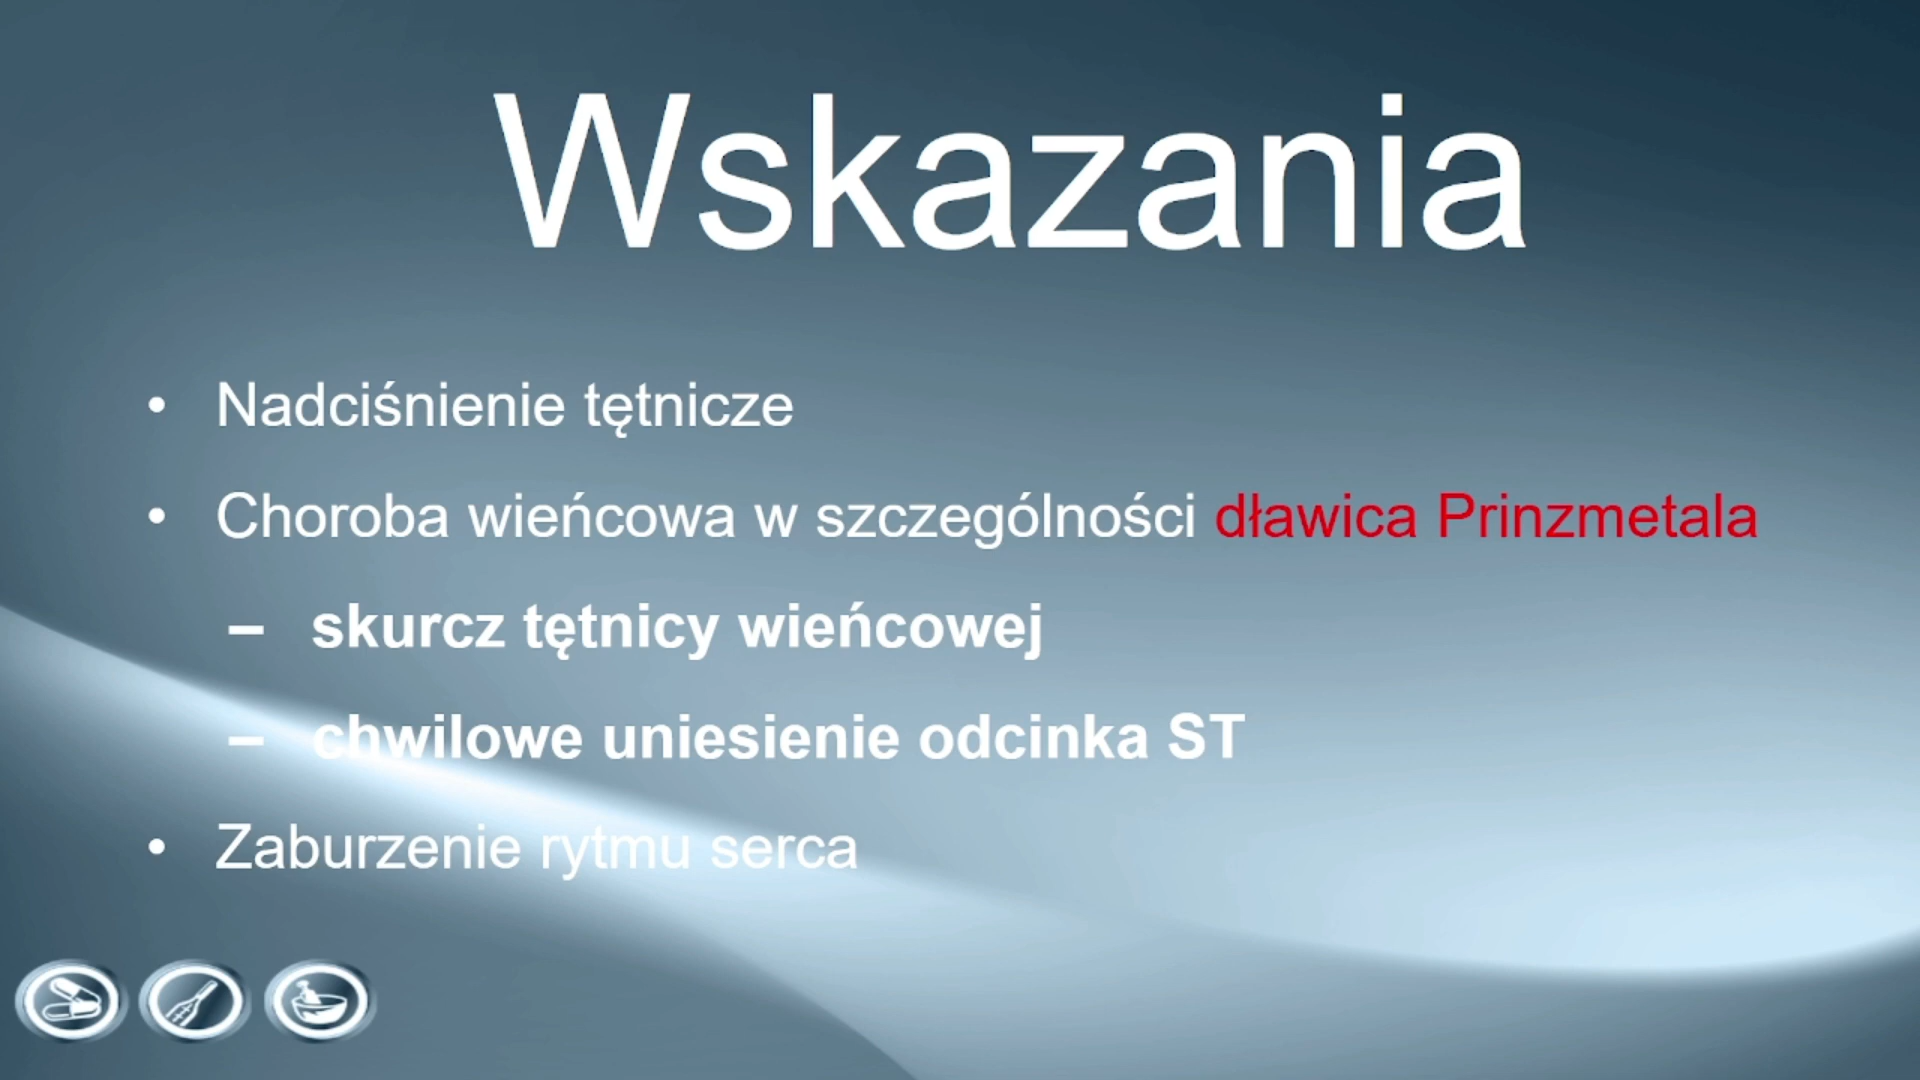 Wskazania
• Nadciśnienie tętnicze
• Choroba wieńcowa w szczególności dławica Prinzmetala
– skurcz tętnicy wieńcowej
– chwilowe uniesienie odcinka ST
• Zaburzenie rytmu serca